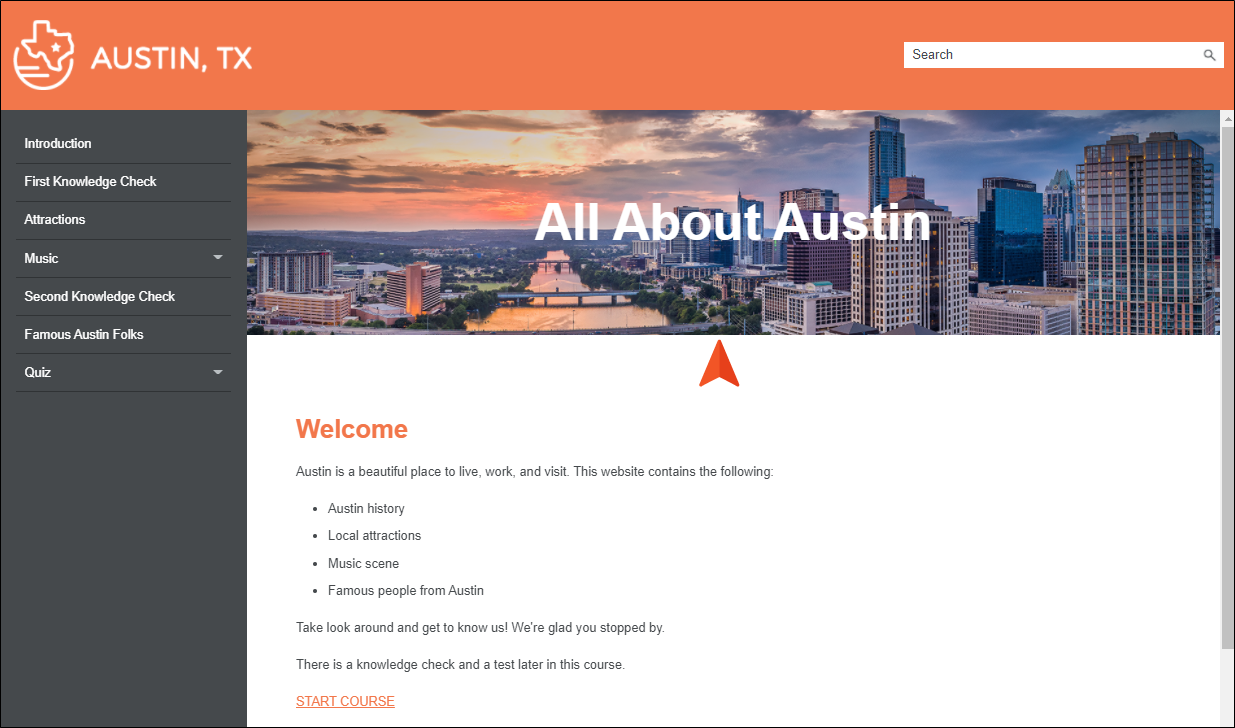 AUSTIN, TX
Search
Introduction
First Knowledge Check
Attractions
Music
Second Knowledge Check
Famous Austin Folks
Quiz
All About Austin
Welcome
Austin is a beautiful place to live, work, and visit. This website contains the following:
• Austin history
• Local attractions
• Music scene
• Famous people from Austin
Take look around and get to know us! We're glad you stopped by.
There is a knowledge check and a test later in this course.
START COURSE